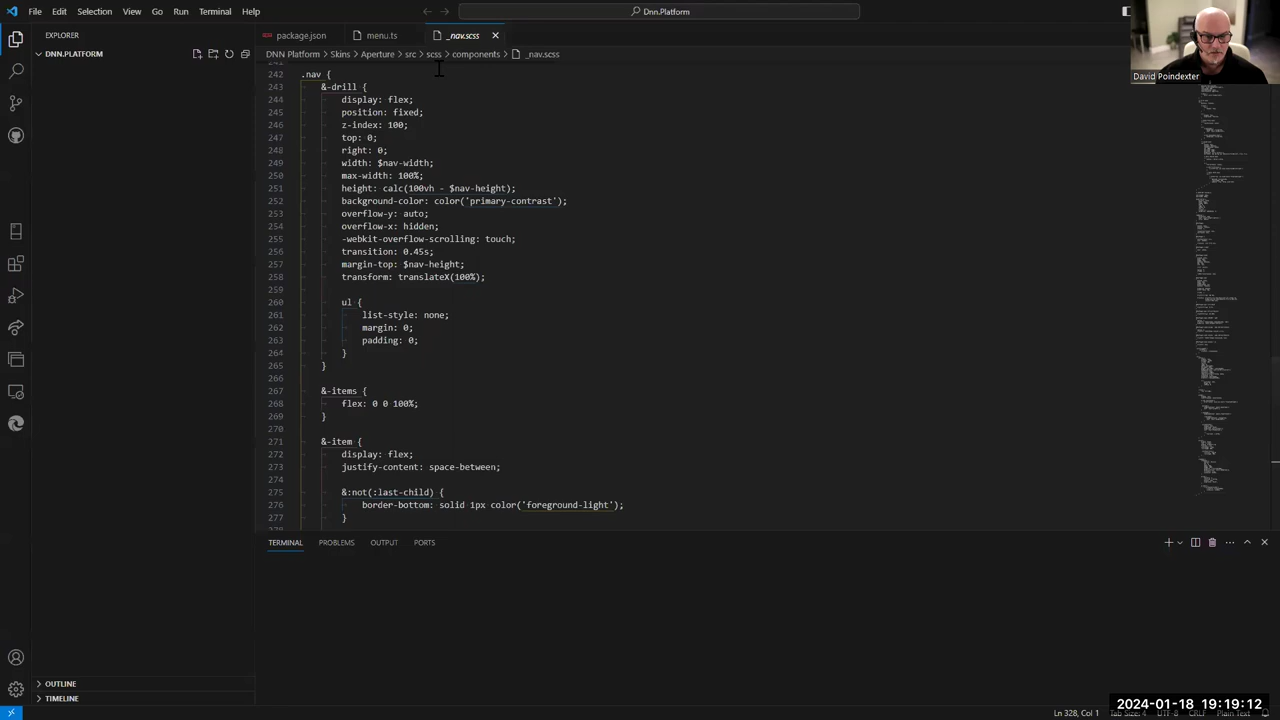 File Edit Selection View Go Run Terminal Help
Dnn.Platform
EXPLORER
package.json menu.ts _nav.scss
DNN.PLATFORM
DNN Platform > Skins > Aperture > src > scss > components > _nav.scss
David Poindexter
242 .nav {
243 &-drill {
244 display: flex;
245 position: fixed;
246 z-index: 100;
247 top: 0;
248 right: 0;
249 width: $nav-width;
250 max-width: 100%;
251 height: calc(100vh - $nav-height);
252 background-color: color('primary-contrast');
253 overflow-y: auto;
254 overflow-x: hidden;
255 -webkit-overflow-scrolling: touch;
256 transition: 0.45s;
257 margin-top: $nav-height;
258 transform: translateX(100%);
259
260 ul {
261 list-style: none;
262 margin: 0;
263 padding: 0;
264 }
265 }
266
267 &-items {
268 flex: 0 0 100%;
269 }
270
271 &-item {
272 display: flex;
273 justify-content: space-between;
274
275 &:not(:last-child) {
276 border-bottom: solid 1px color('foreground-light');
277 }
TERMINAL PROBLEMS OUTPUT PORTS
OUTLINE
TIMELINE
2024-01-18 19:19:12
Ln 328, Col 1 Tab Size: 4 UTF-8 CRLF Plain Text